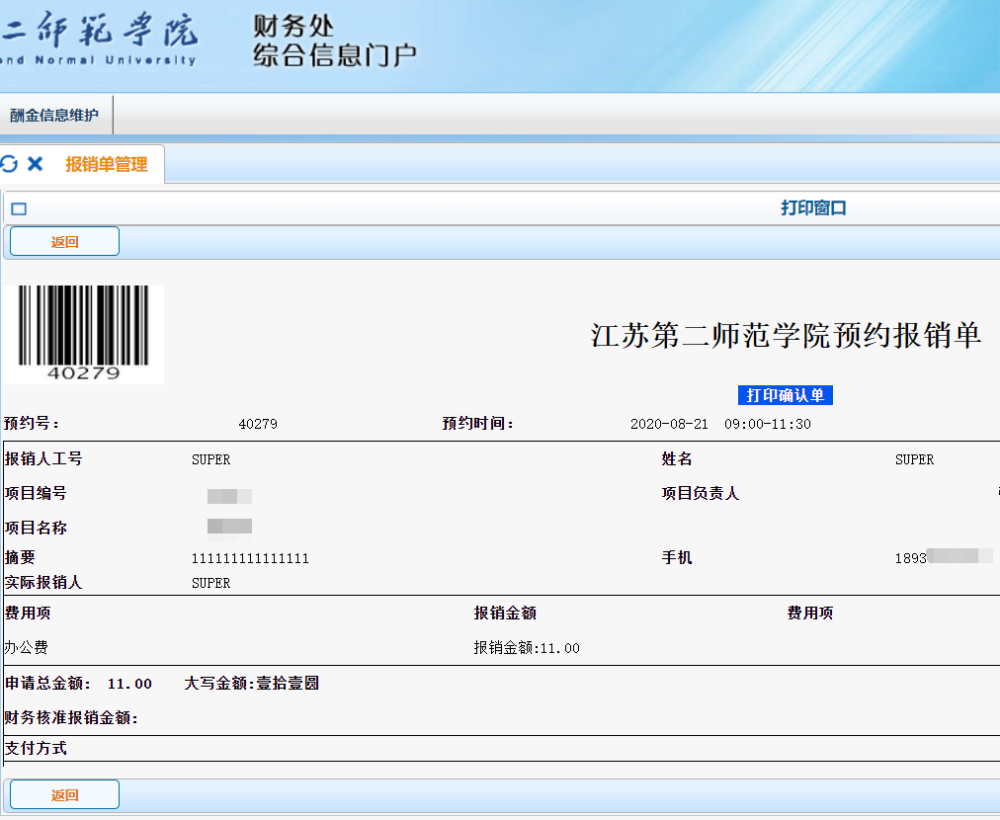 二师范学院
财务处
ond Normal University
综合信息门户
酬金信息维护
报销单管理
打印窗口
返回
40279
江苏第二师范学院预约报销单
打印确认单
预约号： 40279 预约时间： 2020-08-21 09:00-11:30
报销人工号 SUPER 姓名 SUPER
项目编号 项目负责人
项目名称
摘要 111111111111111 手机 1893
实际报销人 SUPER
费用项 报销金额 费用项
办公费 报销金额:11.00
申请总金额： 11.00 大写金额:壹拾壹圆
财务核准报销金额:
支付方式
返回